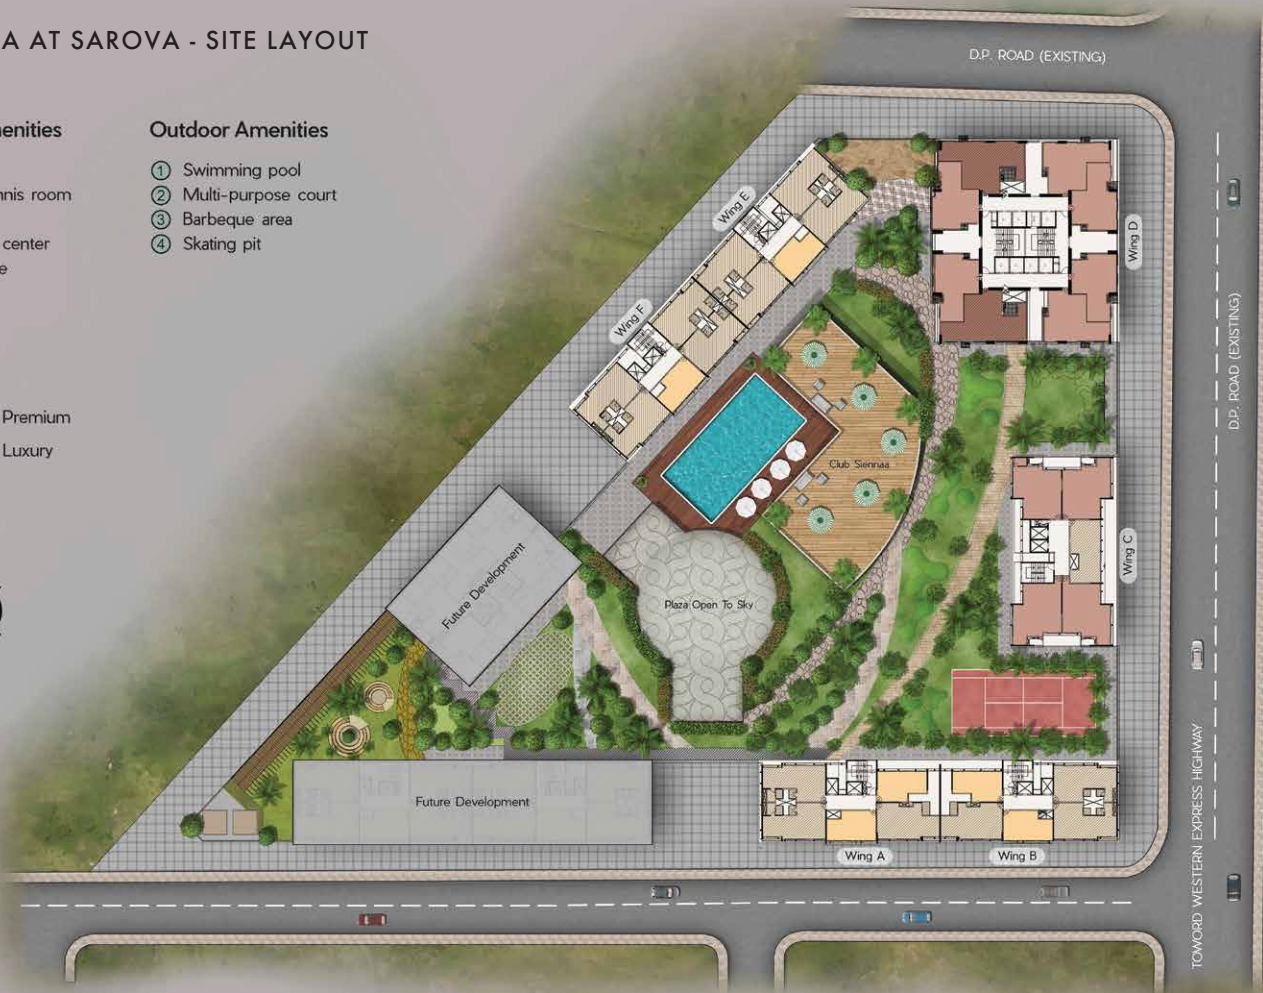 A AT SAROVA - SITE LAYOUT
enities
nnis room
center
e
Premium
Luxury
Outdoor Amenities
1 Swimming pool
2 Multi-purpose court
3 Barbeque area
4 Skating pit
D.P. ROAD (EXISTING)
Wing E
Wing D
Wing F
D.P. ROAD (EXISTING)
Club Siennaa
Wing C
Future Development
Plaza Open To Sky
TOWORD WESTERN EXPRESS HIGHWAY
Future Development
Wing A
Wing B